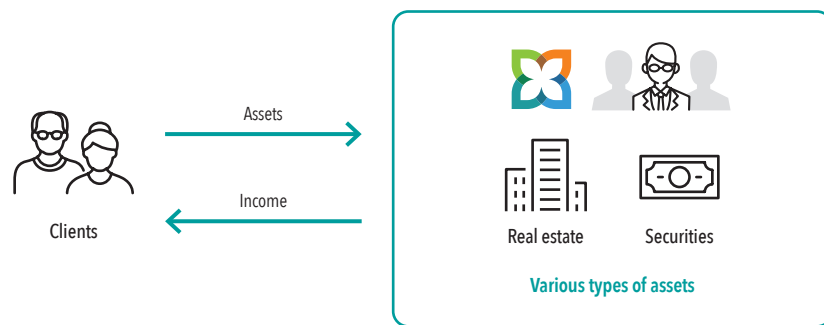 Assets
Income
Clients
Real estate
Securities
Various types of assets